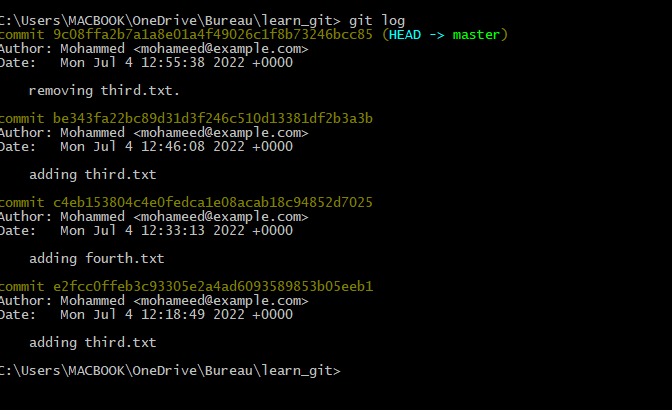 C:\Users\MACBOOK\OneDrive\Bureau\learn_git> git log
commit 9c08ffa2b7a1a8e01a4f49026c1f8b73246bcc85 (HEAD -> master)
Author: Mohammed <mohameed@example.com>
Date:   Mon Jul 4 12:55:38 2022 +0000
    removing third.txt.
commit be343fa22bc89d31d3f246c510d13381df2b3a3b
Author: Mohammed <mohameed@example.com>
Date:   Mon Jul 4 12:46:08 2022 +0000
    adding third.txt
commit c4eb153804c4e0fedca1e08acab18c94852d7025
Author: Mohammed <mohameed@example.com>
Date:   Mon Jul 4 12:33:13 2022 +0000
    adding fourth.txt
commit e2fcc0ffeb3c93305e2a4ad6093589853b05eeb1
Author: Mohammed <mohameed@example.com>
Date:   Mon Jul 4 12:18:49 2022 +0000
    adding third.txt
C:\Users\MACBOOK\OneDrive\Bureau\learn_git>